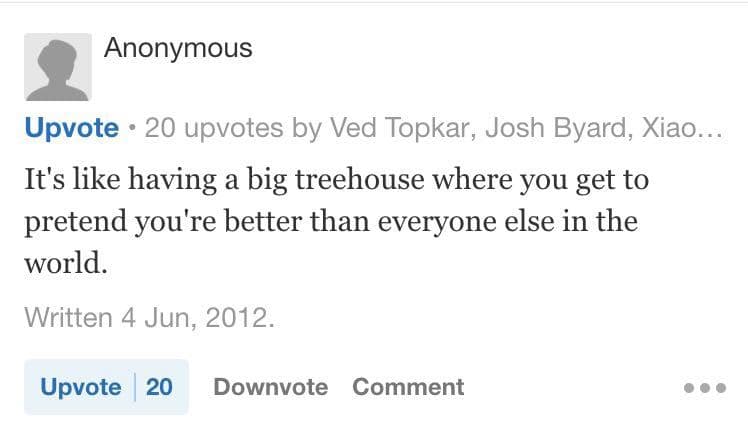 Anonymous
Upvote • 20 upvotes by Ved Topkar, Josh Byard, Xiao...
It's like having a big treehouse where you get to
pretend you're better than everyone else in the
world.
Written 4 Jun, 2012.
Upvote | 20 Downvote Comment •••